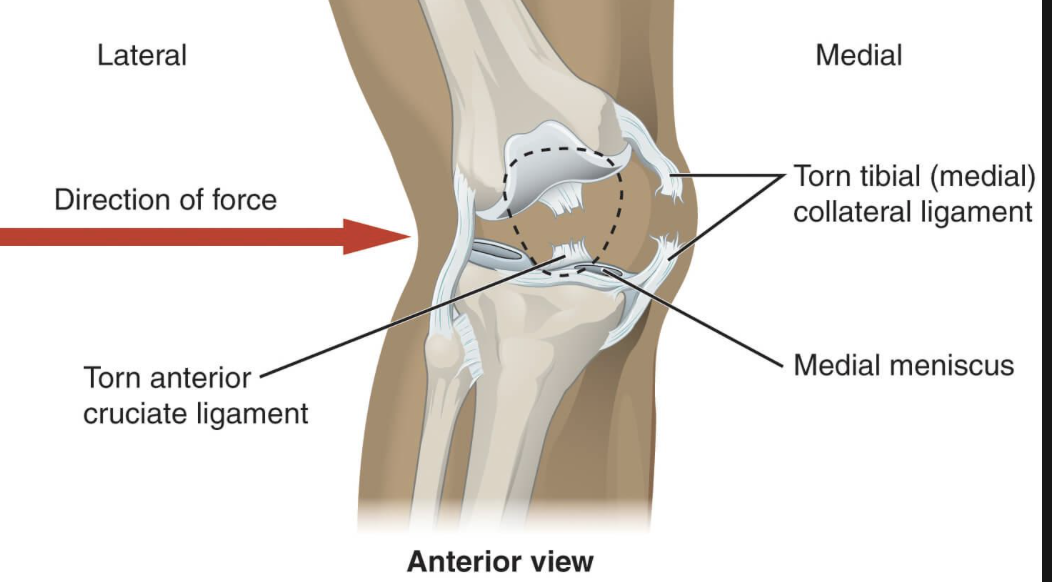 Lateral
Medial
Direction of force
Torn tibial (medial)
collateral ligament
Torn anterior
cruciate ligament
Medial meniscus
Anterior view